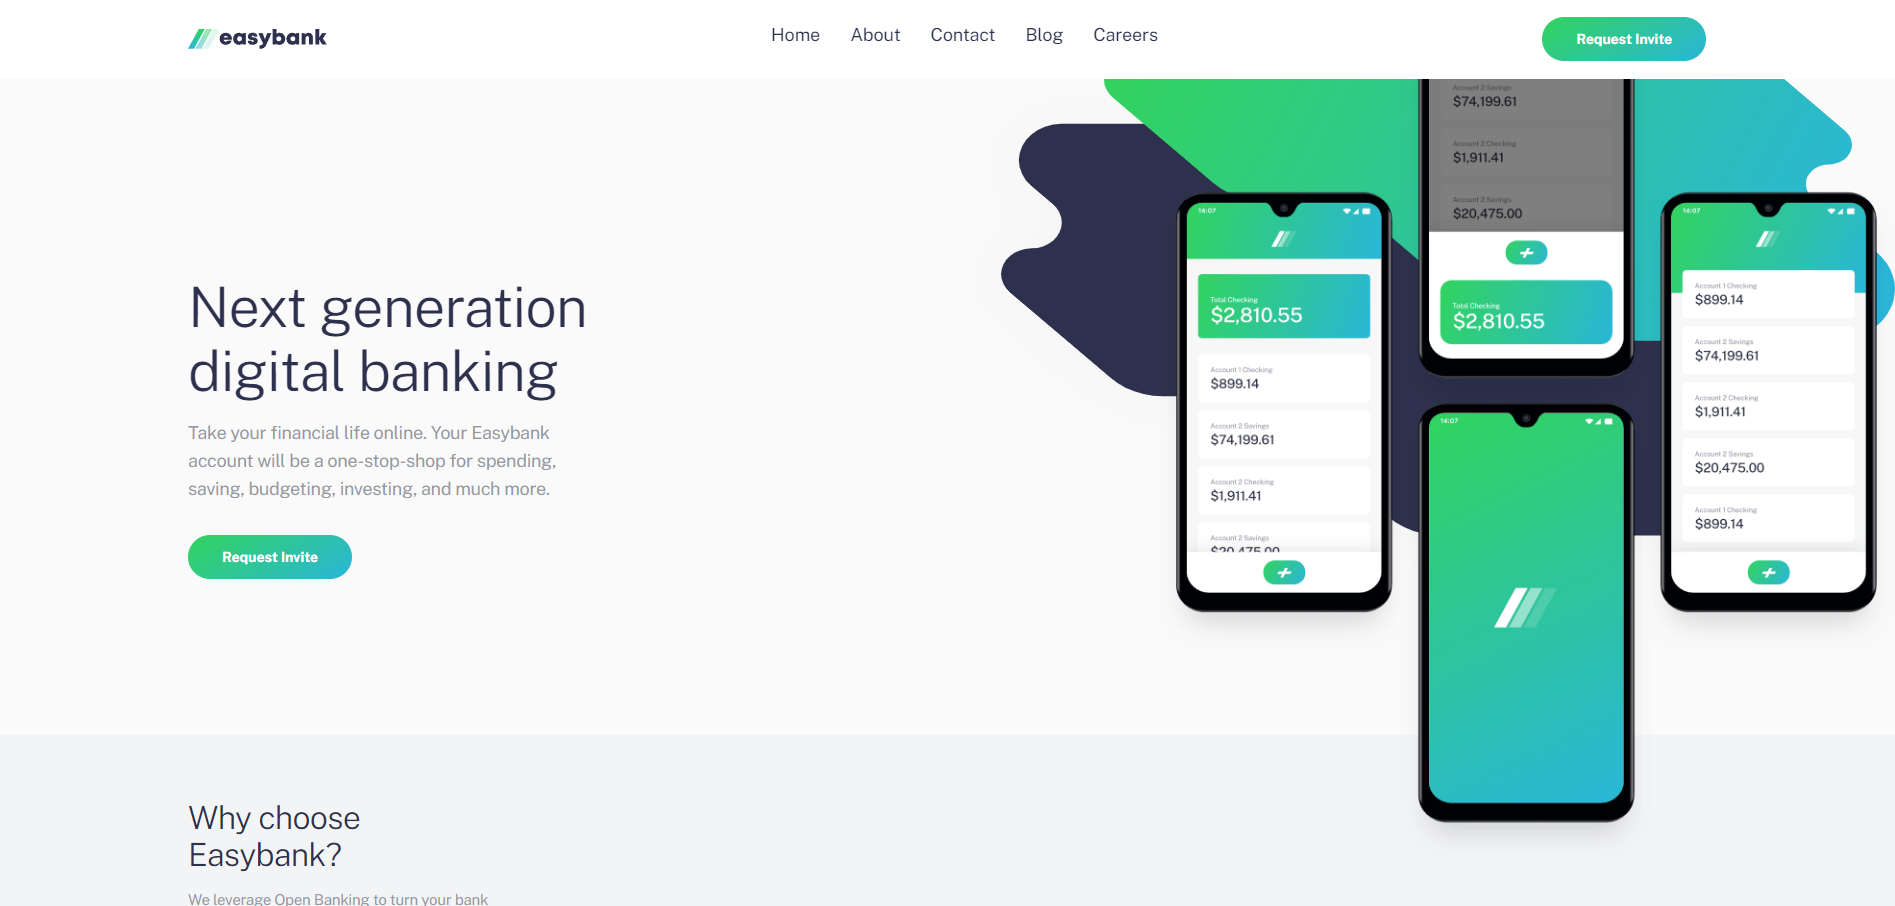 easybank
Home About Contact Blog Careers
Request Invite
Next generation
digital banking
Take your financial life online. Your Easybank
account will be a one-stop-shop for spending,
saving, budgeting, investing, and much more.
Request Invite
14:07
Total Checking
$2,810.55
Account 1 Checking
$899.14
Account 2 Savings
$74,199.61
Account 2 Checking
$1,911.41
Account 2 Savings
$20,475.00
Account 2 Savings
$74,199.61
Account 2 Checking
$1,911.41
Account 2 Savings
$20,475.00
Total Checking
$2,810.55
14:07
14:07
Account 1 Checking
$899.14
Account 2 Savings
$74,199.61
Account 2 Checking
$1,911.41
Account 2 Savings
$20,475.00
Account 1 Checking
$899.14
Why choose
Easybank?
We leverage Open Banking to turn your bank